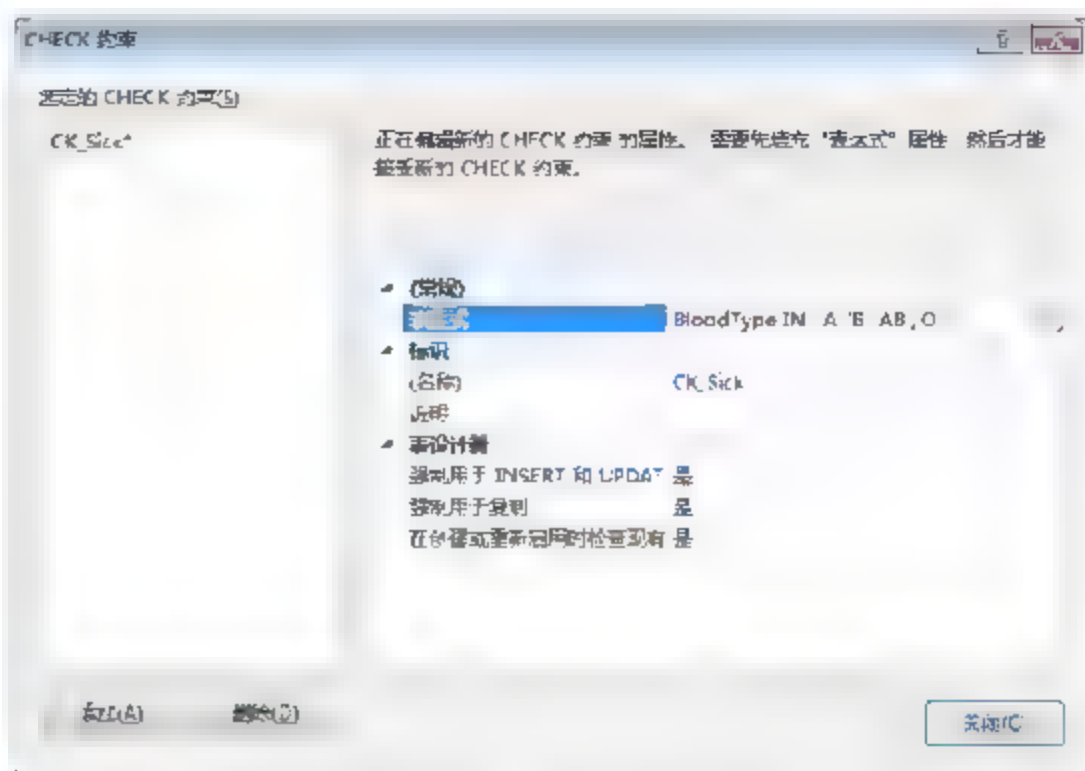 CHECK 约束
选定的 CHECK 约束(S)
CK_Sick*
正在编辑新的 CHECK 约束 的属性。 需要先填充 "表达式" 属性 然后才能
接受新的 CHECK 约束。
(常规)
表达式 BloodType IN A 'B AB , O
标识
(名称) CK_Sick
说明
表设计器
强制用于 INSERT 和 UPDAT 是
强制用于复制 是
在创建或重新启用时检查现有 是
添加(A) 删除(D)
关闭(C)